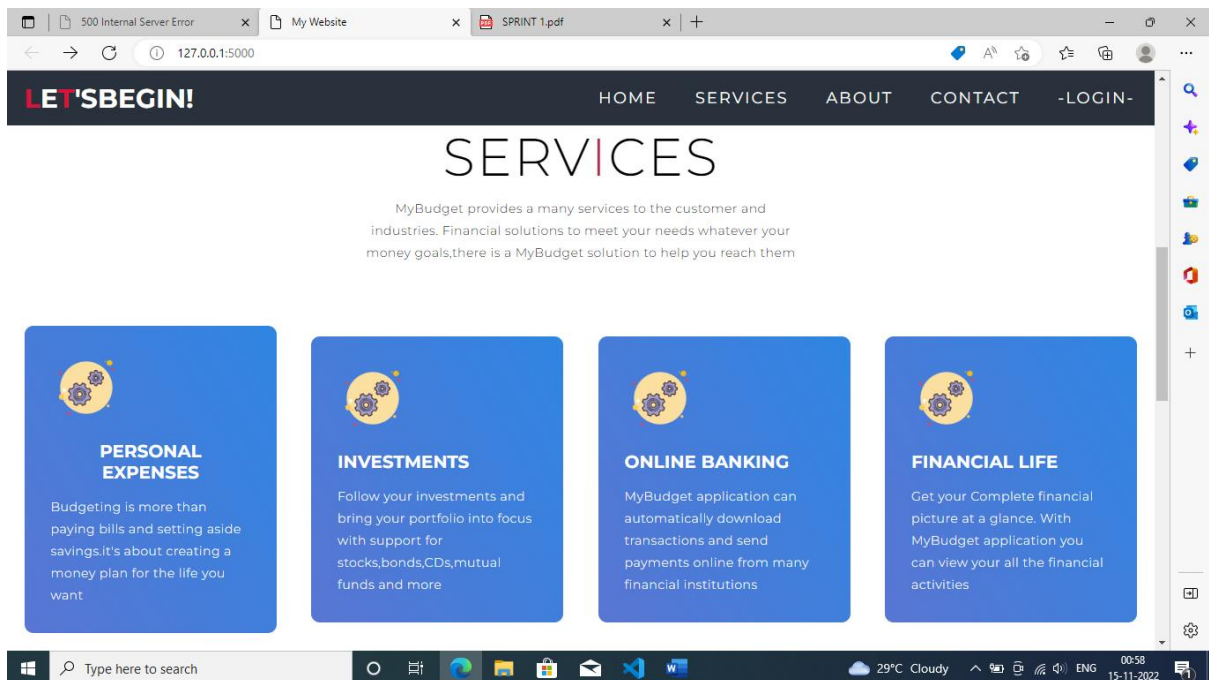 500 Internal Server Error
My Website
SPRINT 1.pdf
127.0.0.1:5000
LET'SBEGIN!
HOME SERVICES ABOUT CONTACT -LOGIN-
SERVICES
MyBudget provides a many services to the customer and
industries. Financial solutions to meet your needs whatever your
money goals,there is a MyBudget solution to help you reach them
PERSONAL
EXPENSES
Budgeting is more than
paying bills and setting aside
savings.it's about creating a
money plan for the life you
want
INVESTMENTS
Follow your investments and
bring your portfolio into focus
with support for
stocks,bonds,CDs,mutual
funds and more
ONLINE BANKING
MyBudget application can
automatically download
transactions and send
payments online from many
financial institutions
FINANCIAL LIFE
Get your Complete financial
picture at a glance. With
MyBudget application you
can view your all the financial
activities
Type here to search
29°C Cloudy
ENG
00:58
15-11-2022